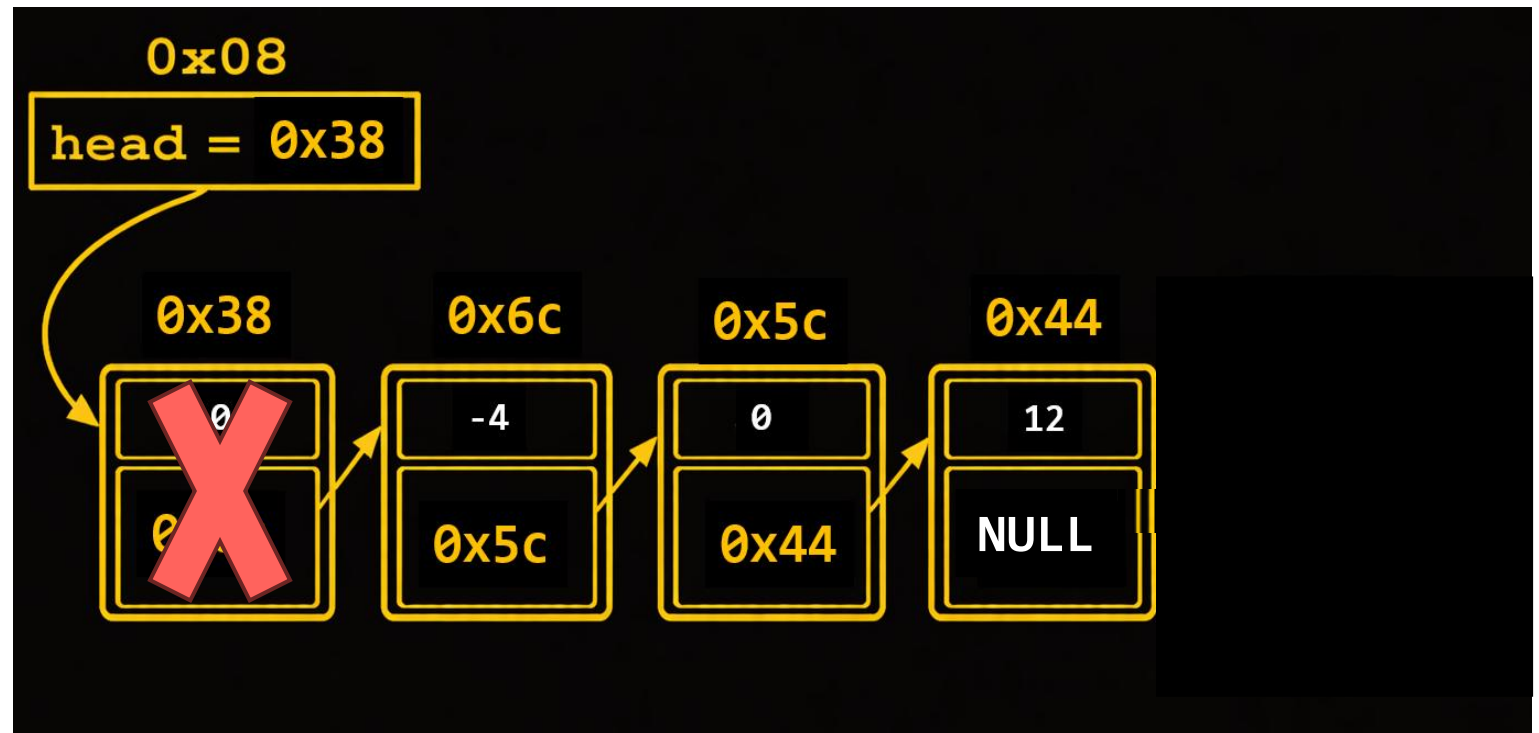 0x08
head = 0x38
0x38 0x6c 0x5c 0x44
-4 0 12
0x5c 0x44 NULL